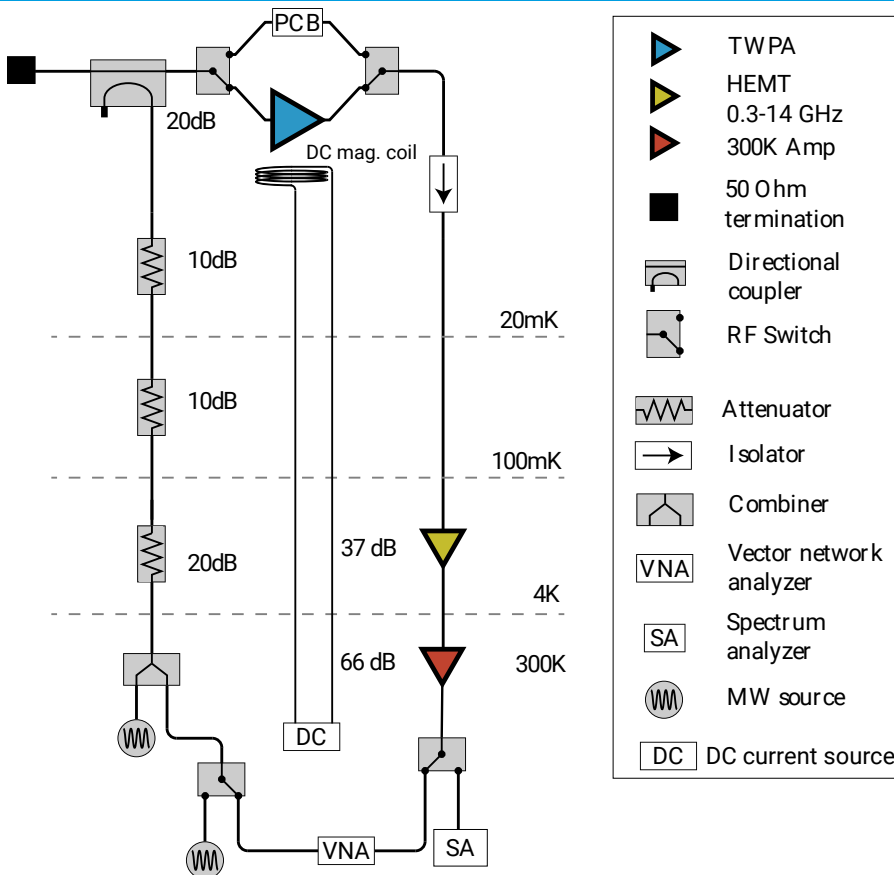 PCB
20dB
DC mag. coil
10dB
20mK
10dB
100mK
37 dB
20dB
4K
66 dB
300K
DC
VNA
SA
TWPA
HEMT
0.3-14 GHz
300K Amp
50 Ohm
termination
Directional
coupler
RF Switch
Attenuator
Isolator
Combiner
VNA
Vector network
analyzer
SA
Spectrum
analyzer
MW source
DC
DC current source